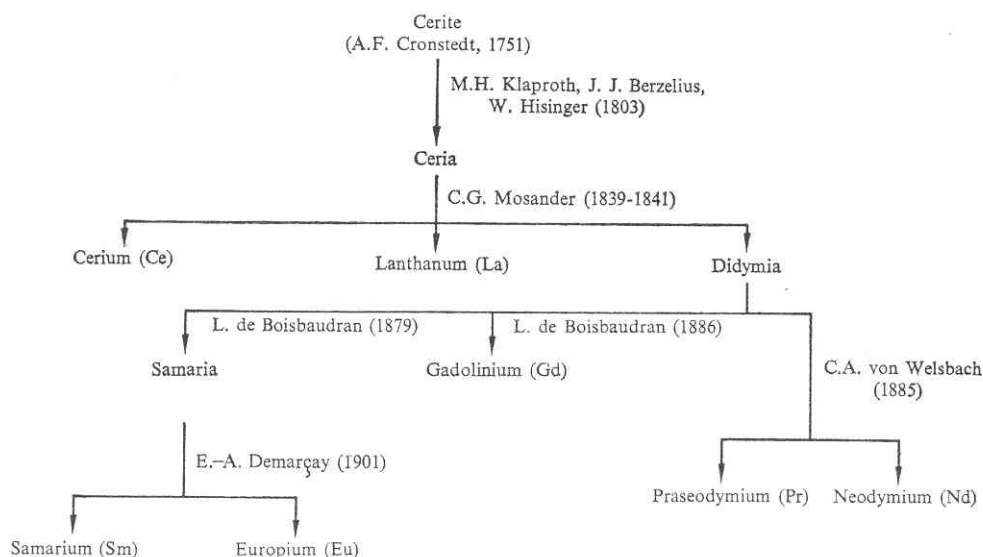 Cerite
(A.F. Cronstedt, 1751)
M.H. Klaproth, J. J. Berzelius,
W. Hisinger (1803)
Ceria
C.G. Mosander (1839-1841)
Cerium (Ce)
Lanthanum (La)
Didymia
L. de Boisbaudran (1879)
L. de Boisbaudran (1886)
Samaria
Gadolinium (Gd)
C.A. von Welsbach
(1885)
E.–A. Demarçay (1901)
Praseodymium (Pr)
Neodymium (Nd)
Samarium (Sm)
Europium (Eu)